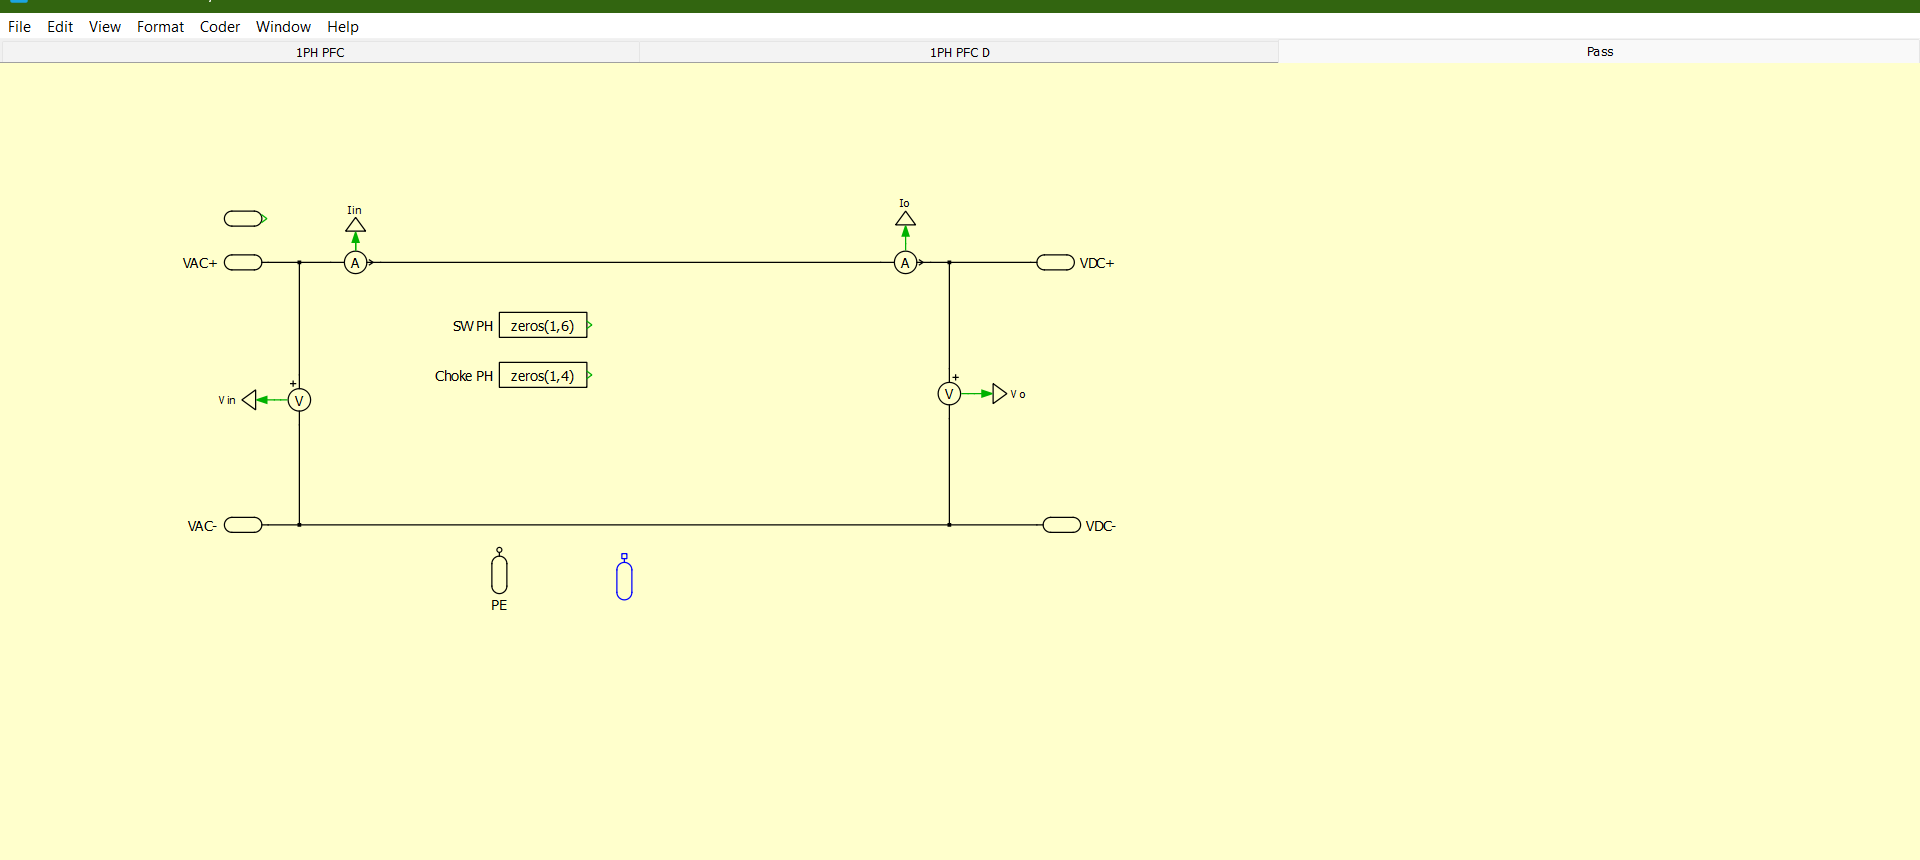 File Edit View Format Coder Window Help
1PH PFC
1PH PFC D
Pass
Iin
Io
VAC+
A
A
VDC+
SW PH
zeros(1,6)
Choke PH
zeros(1,4)
+
+
V in
V
V
V o
VAC-
VDC-
PE